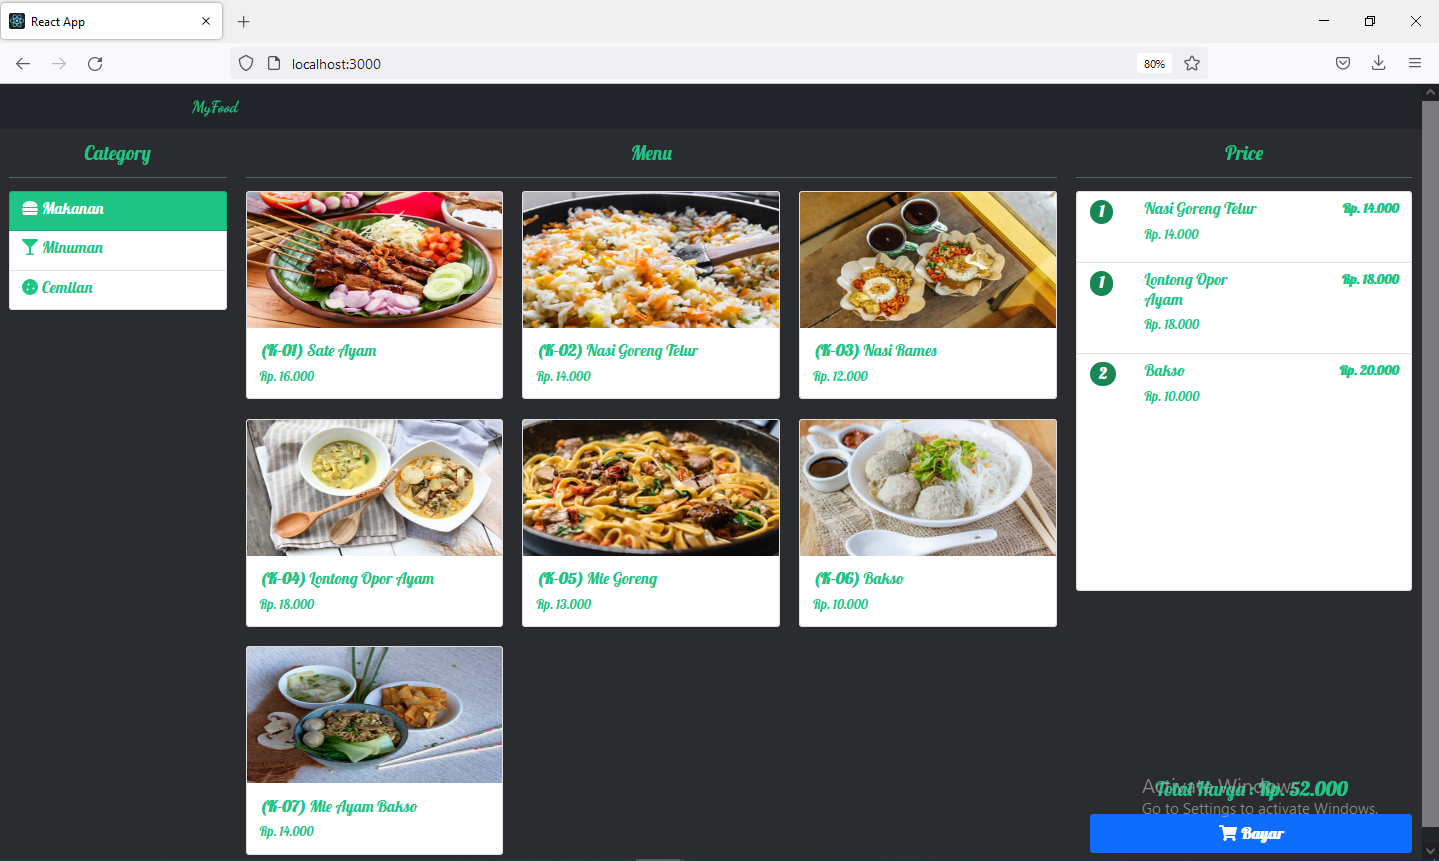 React App
localhost:3000
80%
MyFood
Category
Menu
Price
Makanan
Minuman
Cemilan
(K-01) Sate Ayam
Rp. 16.000
(K-02) Nasi Goreng Telur
Rp. 14.000
(K-03) Nasi Rames
Rp. 12.000
(K-04) Lontong Opor Ayam
Rp. 18.000
(K-05) Mie Goreng
Rp. 13.000
(K-06) Bakso
Rp. 10.000
(K-07) Mie Ayam Bakso
Rp. 14.000
1 Nasi Goreng Telur Rp. 14.000
Rp. 14.000
1 Lontong Opor Rp. 18.000
Ayam
Rp. 18.000
2 Bakso Rp. 20.000
Rp. 10.000
Total Harga : Rp. 52.000
Activate Windows
Go to Settings to activate Windows.
Bayar